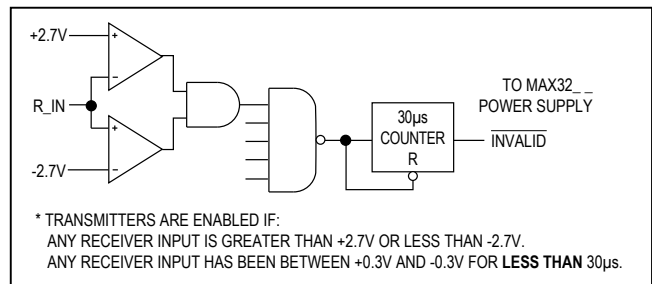 +2.7V
R_IN
-2.7V
30µs
COUNTER
R
TO MAX32_ _
POWER SUPPLY
INVALID
* TRANSMITTERS ARE ENABLED IF:
ANY RECEIVER INPUT IS GREATER THAN +2.7V OR LESS THAN -2.7V.
ANY RECEIVER INPUT HAS BEEN BETWEEN +0.3V AND -0.3V FOR LESS THAN 30µs.